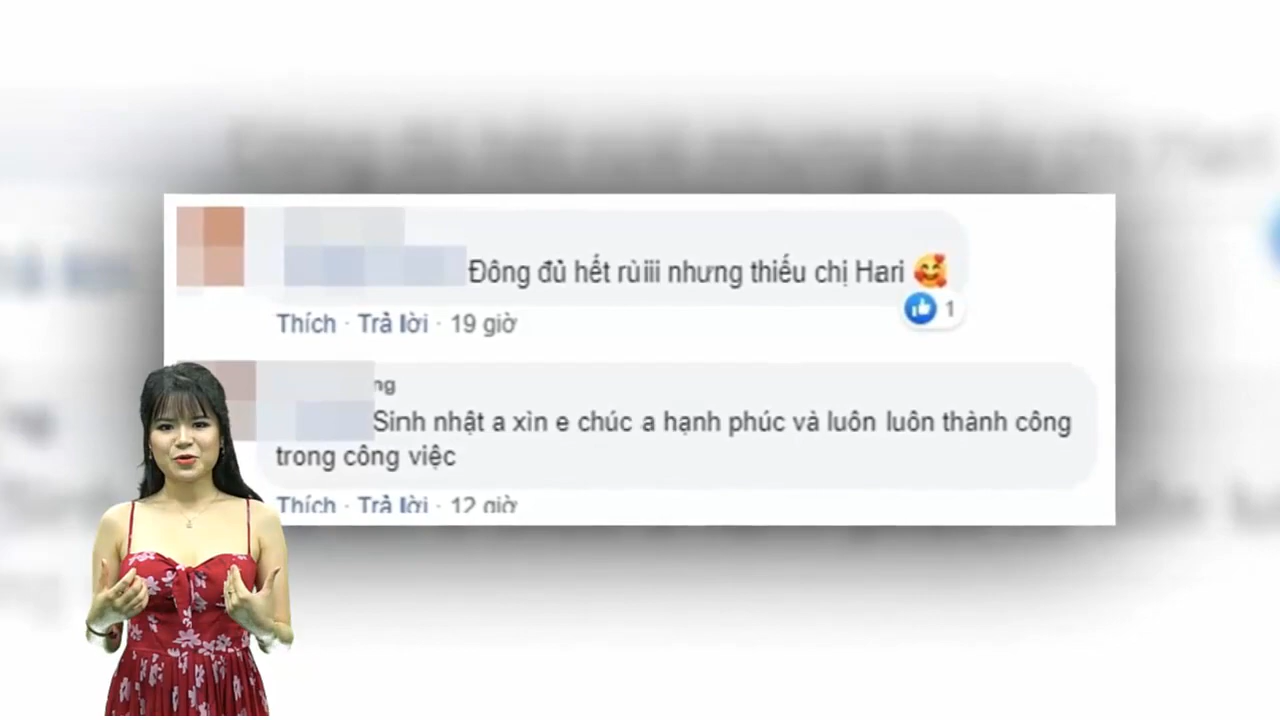 Đông đủ hết rùiii nhưng thiếu chị Hari 🥰
1
Thích · Trả lời · 19 giờ
ng
Sinh nhật a xìn e chúc a hạnh phúc và luôn luôn thành công
trong công việc
Thích · Trả lời · 12 giờ